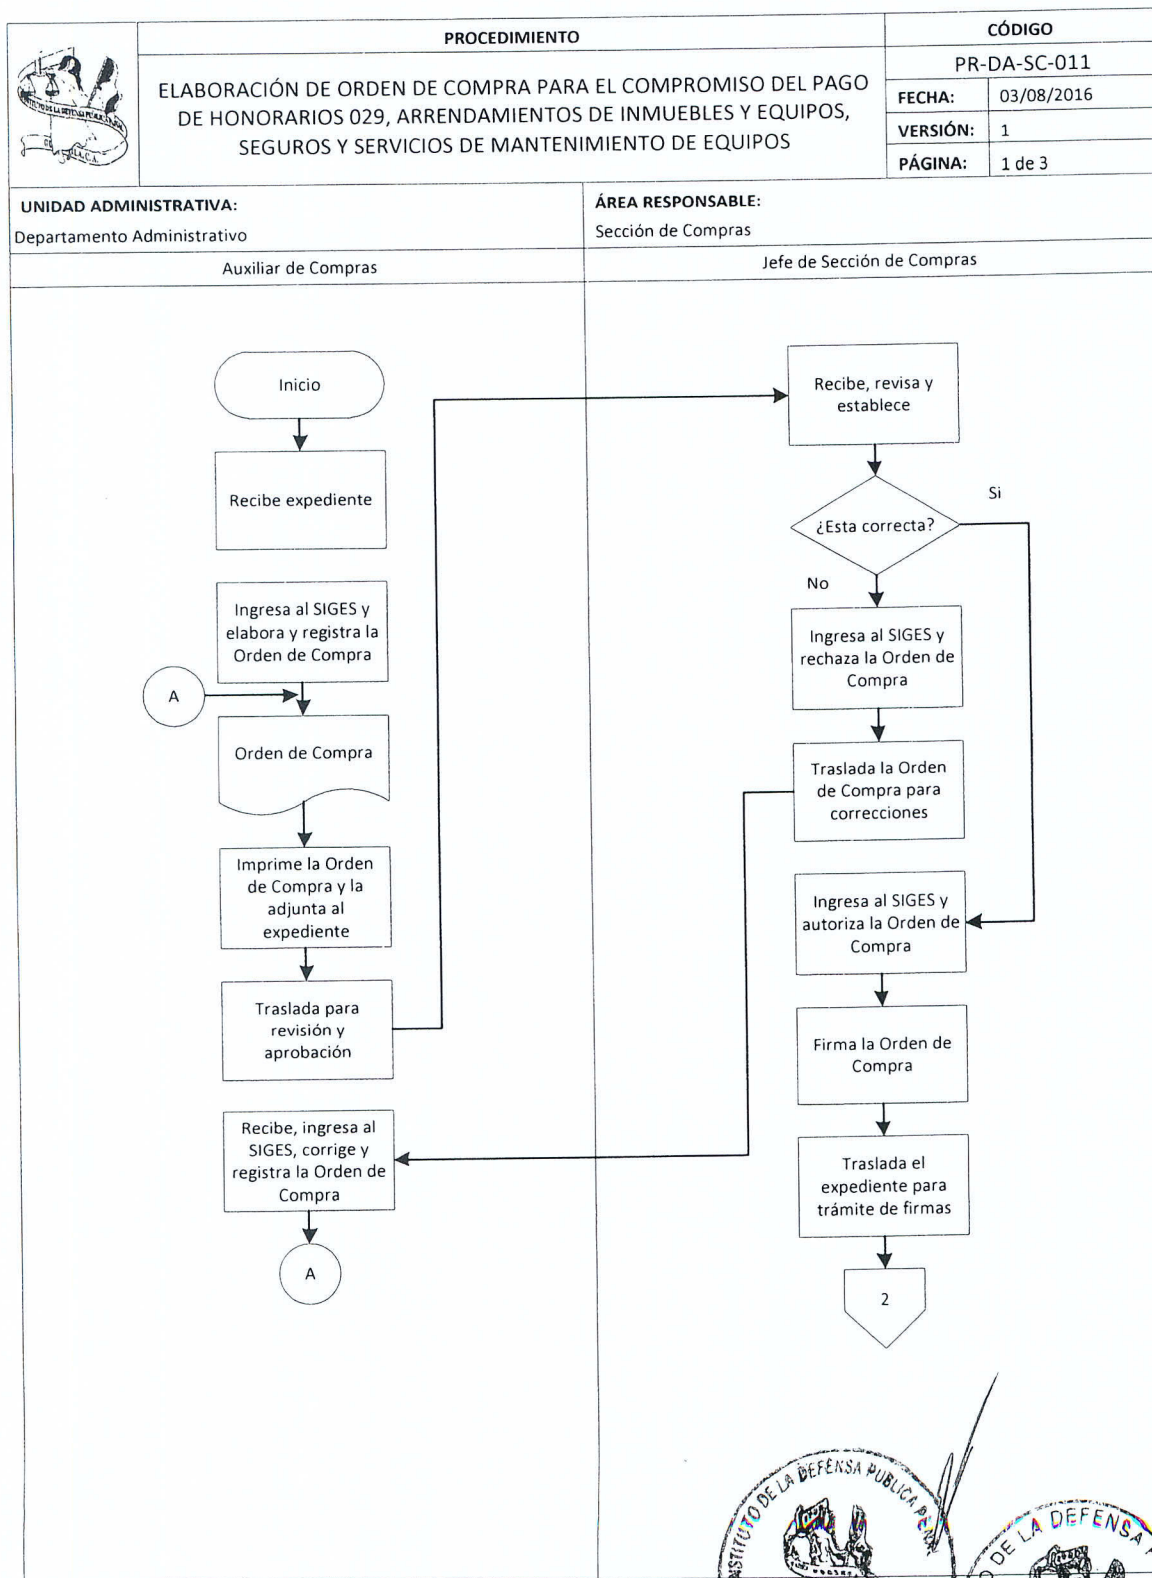 PROCEDIMIENTO
CÓDIGO
ELABORACIÓN DE ORDEN DE COMPRA PARA EL COMPROMISO DEL PAGO
DE HONORARIOS 029, ARRENDAMIENTOS DE INMUEBLES Y EQUIPOS,
SEGUROS Y SERVICIOS DE MANTENIMIENTO DE EQUIPOS
PR-DA-SC-011
FECHA: 03/08/2016
VERSIÓN: 1
PÁGINA: 1 de 3
UNIDAD ADMINISTRATIVA:
Departamento Administrativo
ÁREA RESPONSABLE:
Sección de Compras
Auxiliar de Compras
Jefe de Sección de Compras
Inicio
Recibe expediente
Ingresa al SIGES y
elabora y registra la
Orden de Compra
A
Orden de Compra
Imprime la Orden
de Compra y la
adjunta al
expediente
Traslada para
revisión y
aprobación
Recibe, ingresa al
SIGES, corrige y
registra la Orden de
Compra
A
Recibe, revisa y
establece
¿Esta correcta?
Si
No
Ingresa al SIGES y
rechaza la Orden de
Compra
Traslada la Orden
de Compra para
correcciones
Ingresa al SIGES y
autoriza la Orden de
Compra
Firma la Orden de
Compra
Traslada el
expediente para
trámite de firmas
2
INSTITUTO DE LA DEFENSA PUBLICA PENAL
DE LA DEFENSA